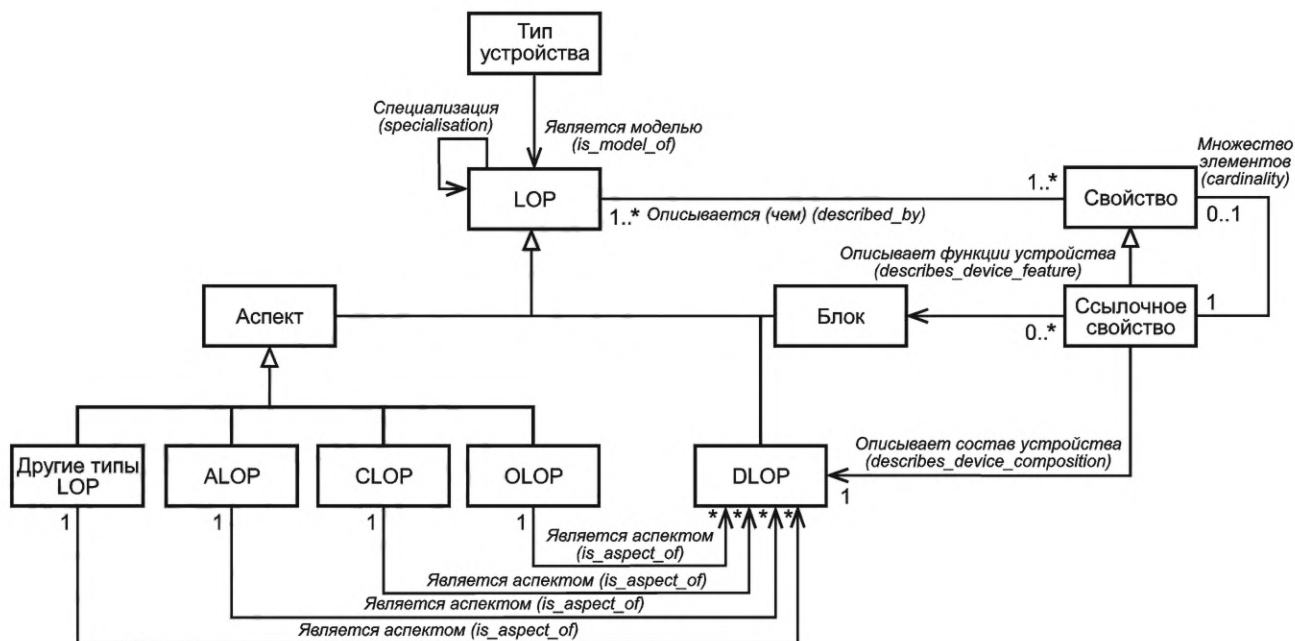 Тип
устройства
Специализация
(specialisation)
Является моделью
(is_model_of)
Множество
элементов
(cardinality)
LOP
1..*
Описывается (чем) (described_by)
1..*
Свойство
0..1
Описывает функции устройства
(describes_device_feature)
Аспект
Блок
0..*
Ссылочное
свойство
1
Другие типы
LOP
ALOP
CLOP
OLOP
DLOP
Описывает состав устройства
(describes_device_composition)
1
1
1
1
* * * *
1
Является аспектом
(is_aspect_of)
Является аспектом (is_aspect_of)
Является аспектом (is_aspect_of)
Является аспектом (is_aspect_of)